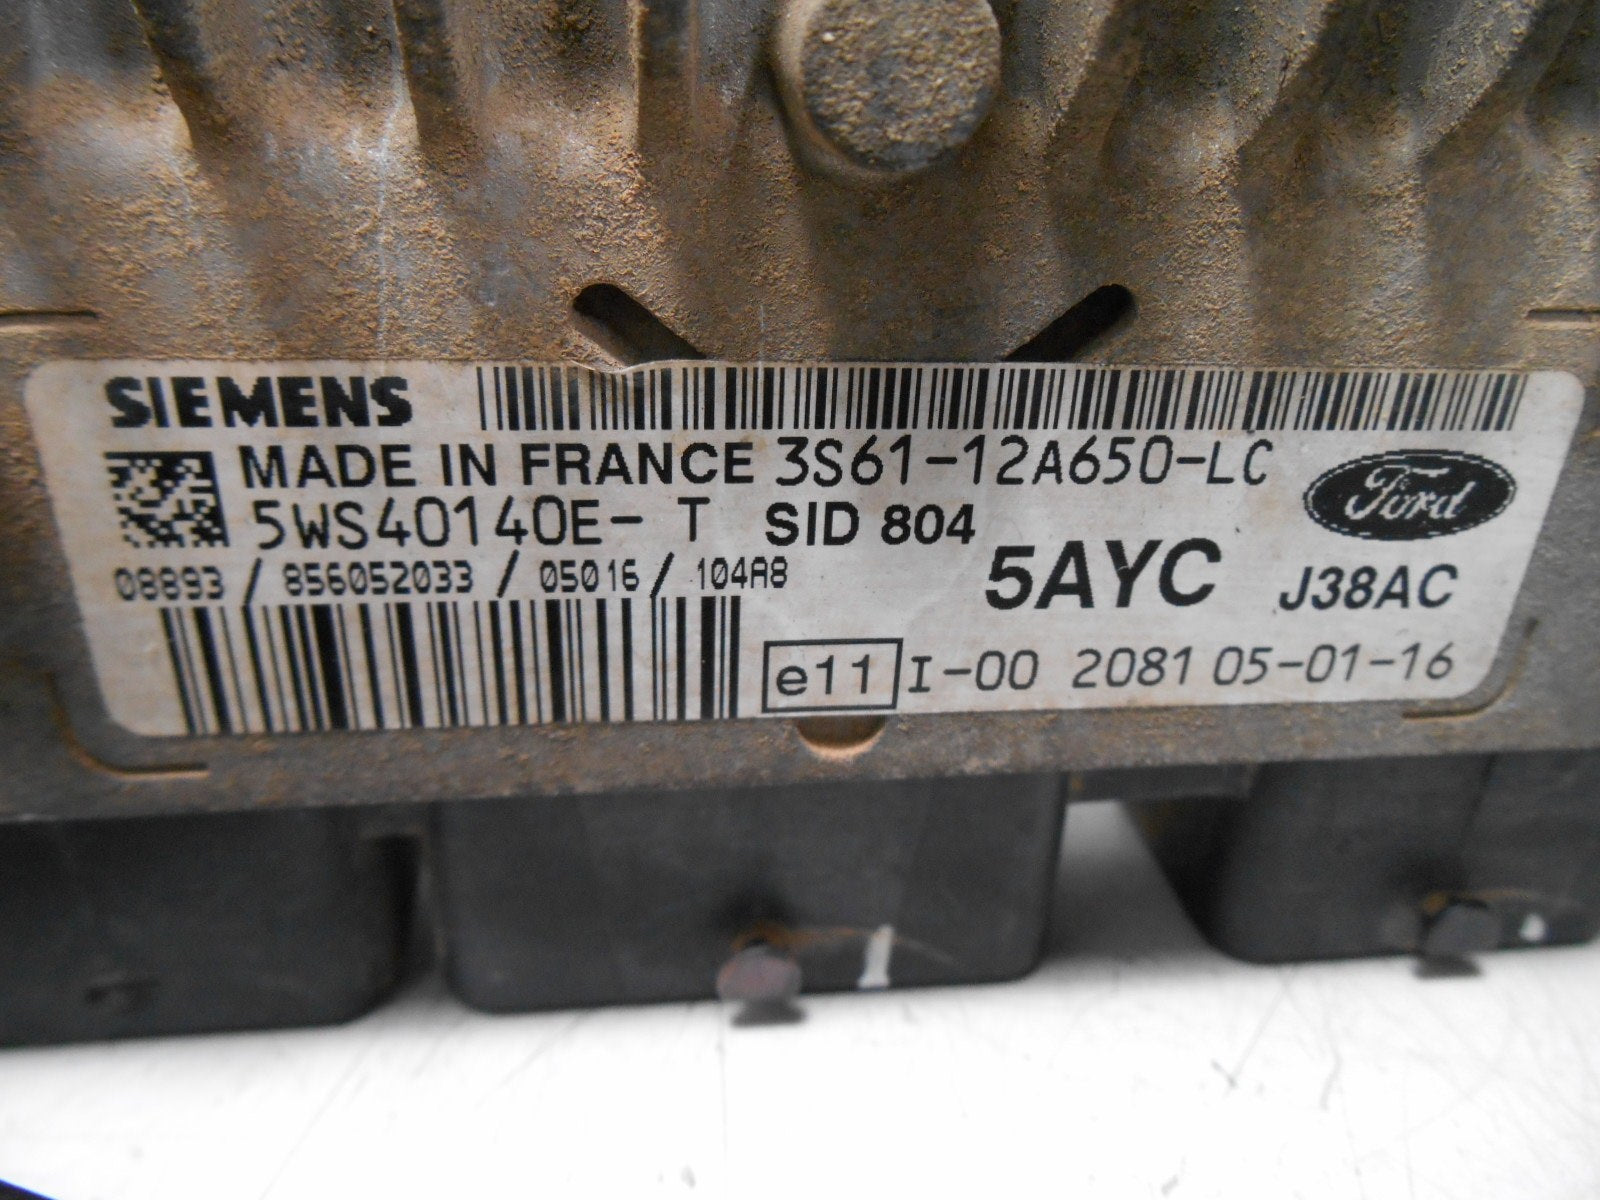 SIEMENS
MADE IN FRANCE 3S61-12A650-LC
Ford
5WS40140E- T SID 804
08893 / 856052033 / 05016 / 104A8
5AYC J38AC
e11 I-00 2081 05-01-16